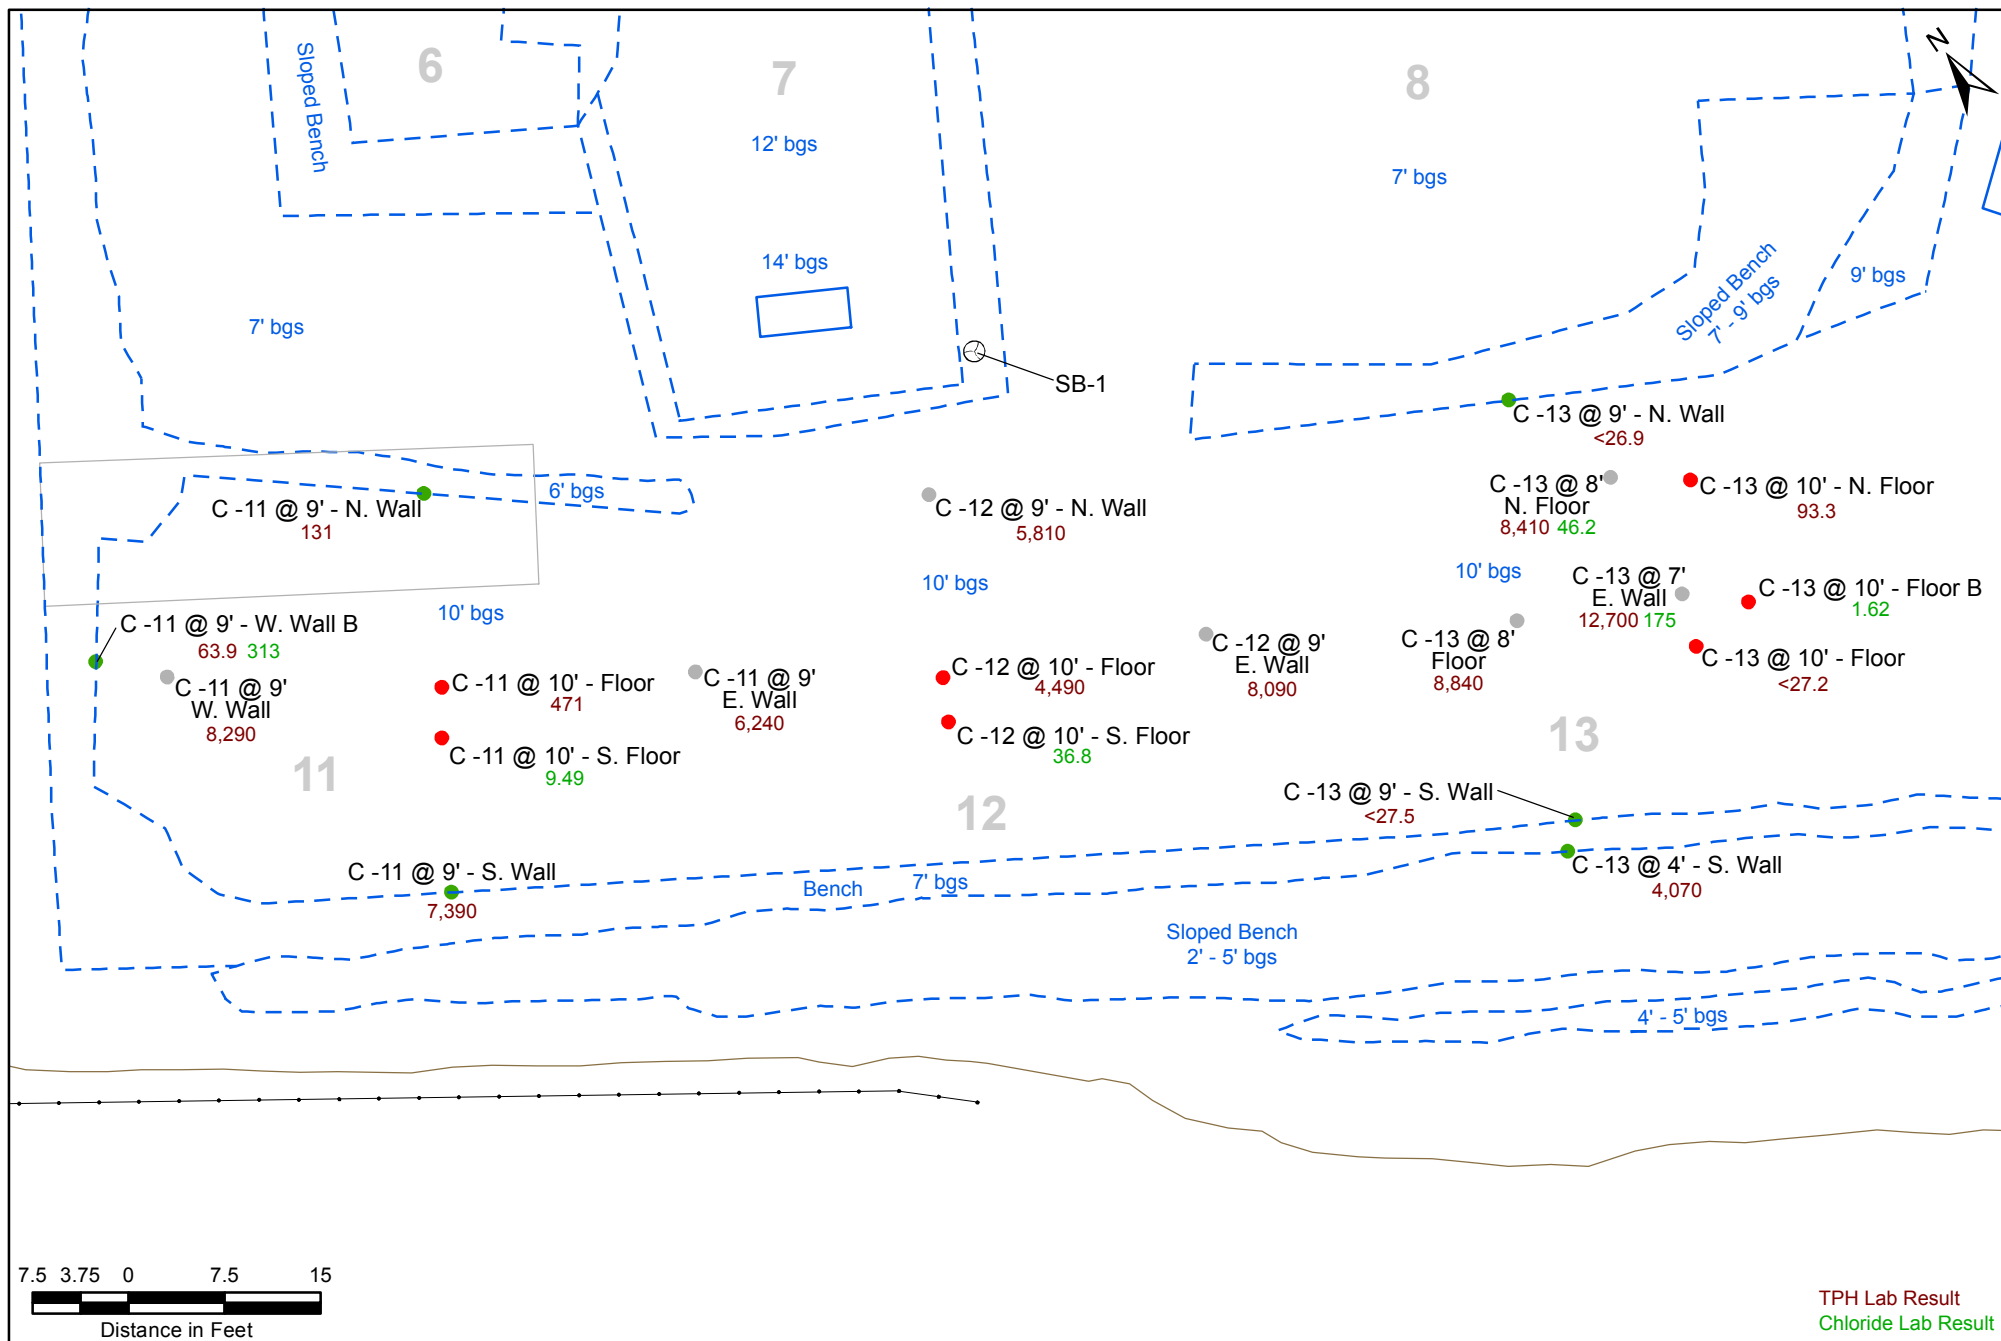 N
6
7
8
Sloped Bench
12' bgs
7' bgs
14' bgs
7' bgs
Sloped Bench
7' - 9' bgs
9' bgs
SB-1
C -13 @ 9' - N. Wall
<26.9
6' bgs
C -11 @ 9' - N. Wall
131
C -12 @ 9' - N. Wall
5,810
C -13 @ 8'
N. Floor
8,410 46.2
C -13 @ 10' - N. Floor
93.3
10' bgs
10' bgs
10' bgs
C -13 @ 7'
E. Wall
12,700 175
C -13 @ 10' - Floor B
1.62
C -11 @ 9' - W. Wall B
63.9 313
C -11 @ 9'
W. Wall
8,290
C -11 @ 10' - Floor
471
C -11 @ 9'
E. Wall
6,240
C -12 @ 10' - Floor
4,490
C -12 @ 9'
E. Wall
8,090
C -13 @ 8'
Floor
8,840
C -13 @ 10' - Floor
<27.2
C -11 @ 10' - S. Floor
9.49
C -12 @ 10' - S. Floor
36.8
11
12
13
C -13 @ 9' - S. Wall
<27.5
C -11 @ 9' - S. Wall
7,390
Bench
7' bgs
C -13 @ 4' - S. Wall
4,070
Sloped Bench
2' - 5' bgs
4' - 5' bgs
7.5 3.75 0 7.5 15
Distance in Feet
TPH Lab Result
Chloride Lab Result